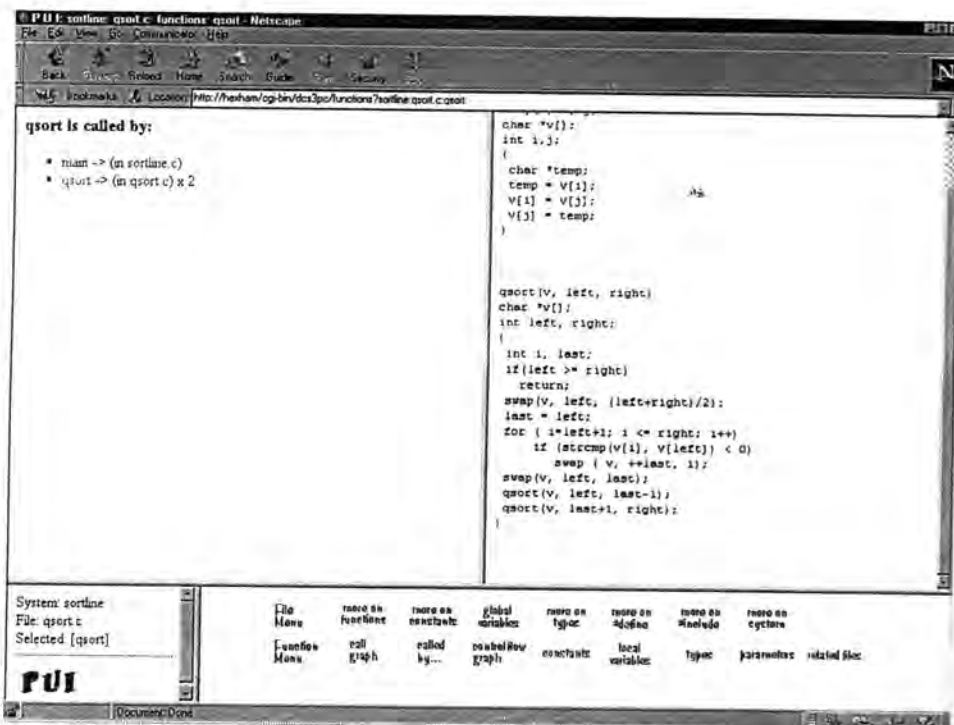 P U I: sortline: qsort.c: functions: qsort - Netscape
File Edit View Go Communicator Help
Back Reload Home Search Guide Security
Bookmarks Location: http://hexham/cgi-bin/dcs3pc/functions?sortline:qsort.c:qsort
qsort is called by:
• main -> (in sortline.c)
• qsort -> (in qsort.c) x 2
char *v[];
int i,j;
{
char *temp;
temp = v[i];
v[i] = v[j];
v[j] = temp;
}
qsort(v, left, right)
char *v[];
int left, right;
{
int i, last;
if(left >= right)
return;
swap(v, left, (left+right)/2);
last = left;
for ( i=left+1; i <= right; i++)
if (strcmp(v[i], v[left]) < 0)
swap ( v, ++last, i);
swap(v, left, last);
qsort(v, left, last-1);
qsort(v, last+1, right);
}
System: sortline
File: qsort.c
Selected: [qsort]
PUI
File Menu more on functions more on constants global variables more on types more on #define more on #include more on system
Function Menu call graph called by... control flow graph constants local variables types parameters related files
Document: Done